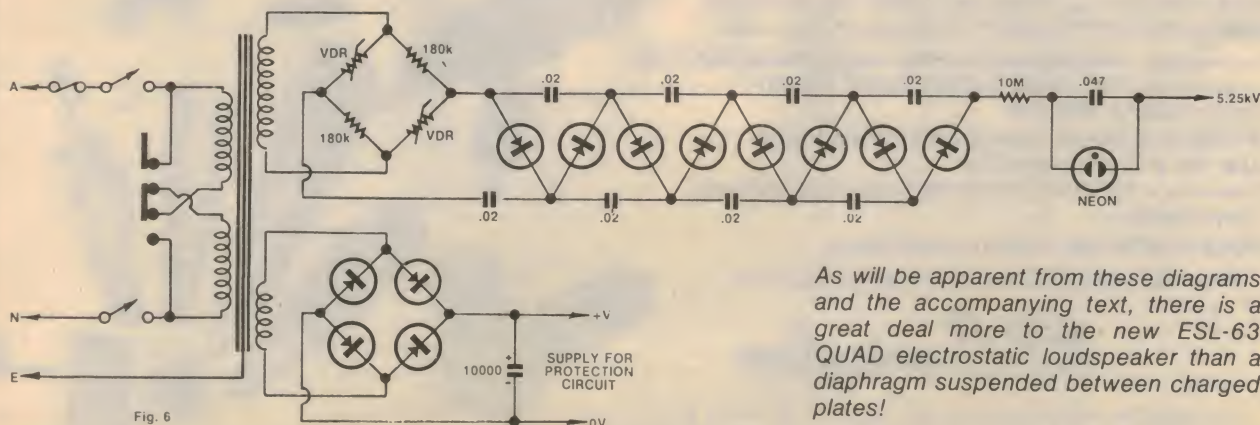 VDR
180k
.02
.02
.02
.02
10M
.047
A
5.25kV
180k
VDR
NEON
.02
.02
.02
.02
As will be apparent from these diagrams
and the accompanying text, there is a
great deal more to the new ESL-63
QUAD electrostatic loudspeaker than a
diaphragm suspended between charged
plates!
N
+V
SUPPLY FOR
PROTECTION
CIRCUIT
10000
+
-
E
Fig. 6
0V